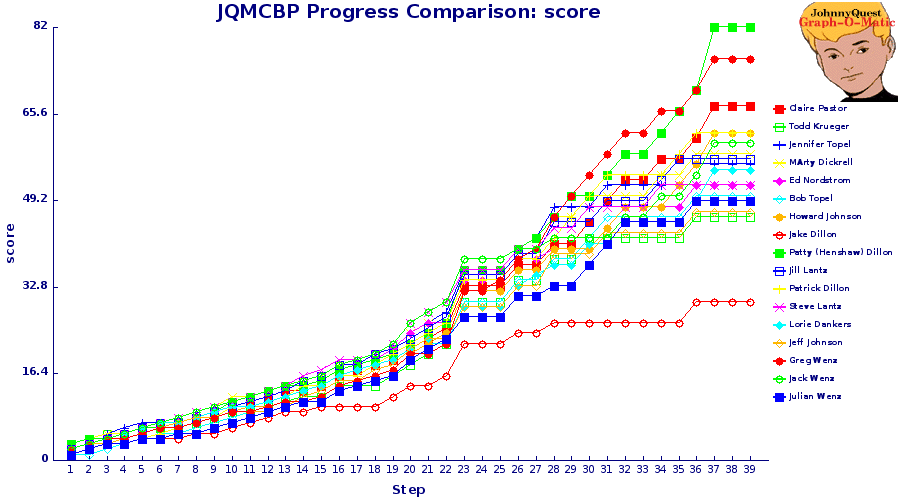 JQMCBP Progress Comparison: score
JohnnyQuest
Graph-O-Matic
82
65.6
49.2
32.8
16.4
0
score
1 2 3 4 5 6 7 8 9 10 11 12 13 14 15 16 17 18 19 20 21 22 23 24 25 26 27 28 29 30 31 32 33 34 35 36 37 38 39
Step
Claire Pastor
Todd Krueger
Jennifer Topel
MArty Dickrell
Ed Nordstrom
Bob Topel
Howard Johnson
Jake Dillon
Patty (Henshaw) Dillon
Jill Lantz
Patrick Dillon
Steve Lantz
Lorie Dankers
Jeff Johnson
Greg Wenz
Jack Wenz
Julian Wenz